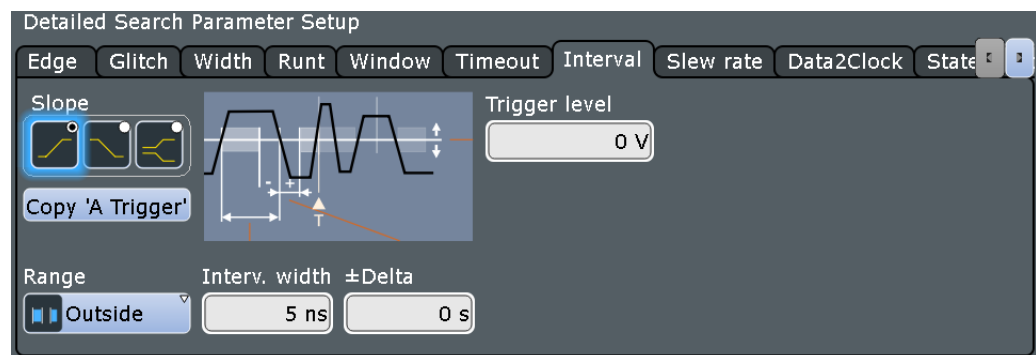 Detailed Search Parameter Setup
Edge Glitch Width Runt Window Timeout Interval Slew rate Data2Clock State
Slope
Trigger level
0 V
- +
Copy 'A Trigger'
T
Range Interv. width ±Delta
Outside 5 ns 0 s